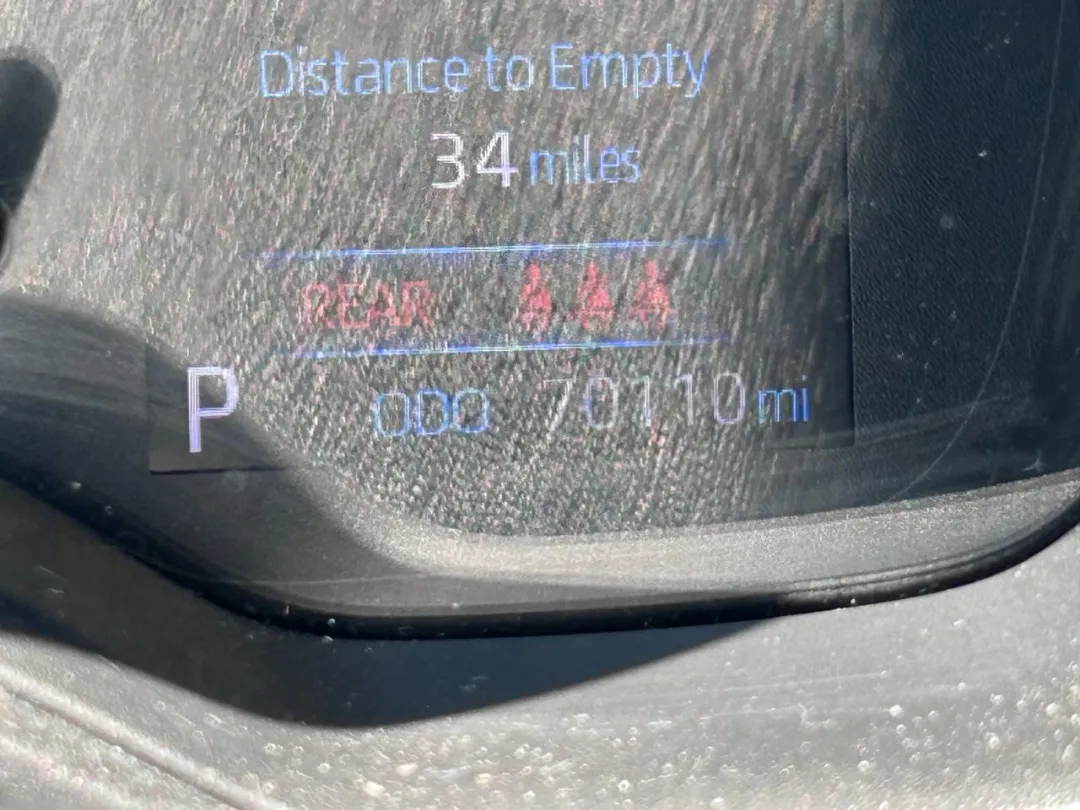 Distance to Empty
34 miles
REAR
P ODO 70110 mi